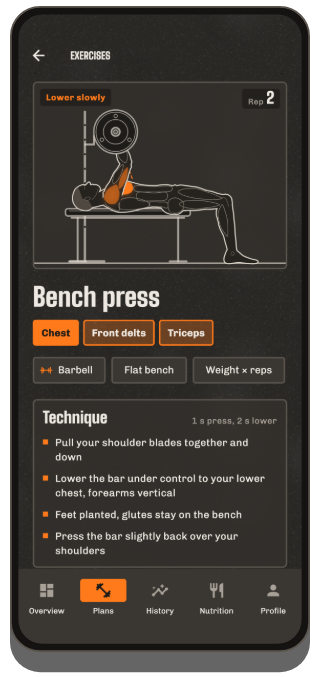 EXERCISES
Lower slowly
Rep 2
Bench press
Chest
Front delts
Triceps
Barbell
Flat bench
Weight × reps
Technique
1 s press, 2 s lower
Pull your shoulder blades together and
down
Lower the bar under control to your lower
chest, forearms vertical
Feet planted, glutes stay on the bench
Press the bar slightly back over your
shoulders
Overview
Plans
History
Nutrition
Profile